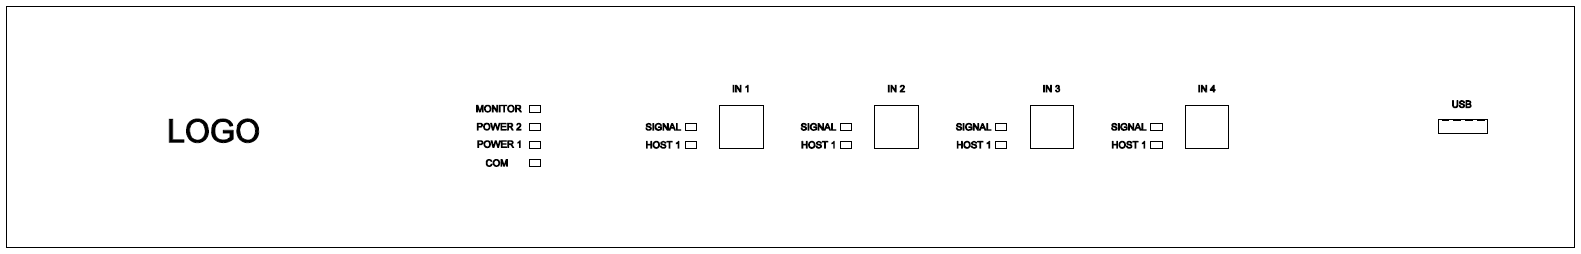 LOGO
MONITOR
POWER 2
POWER 1
COM
IN 1
SIGNAL
HOST 1
IN 2
SIGNAL
HOST 1
IN 3
SIGNAL
HOST 1
IN 4
SIGNAL
HOST 1
USB